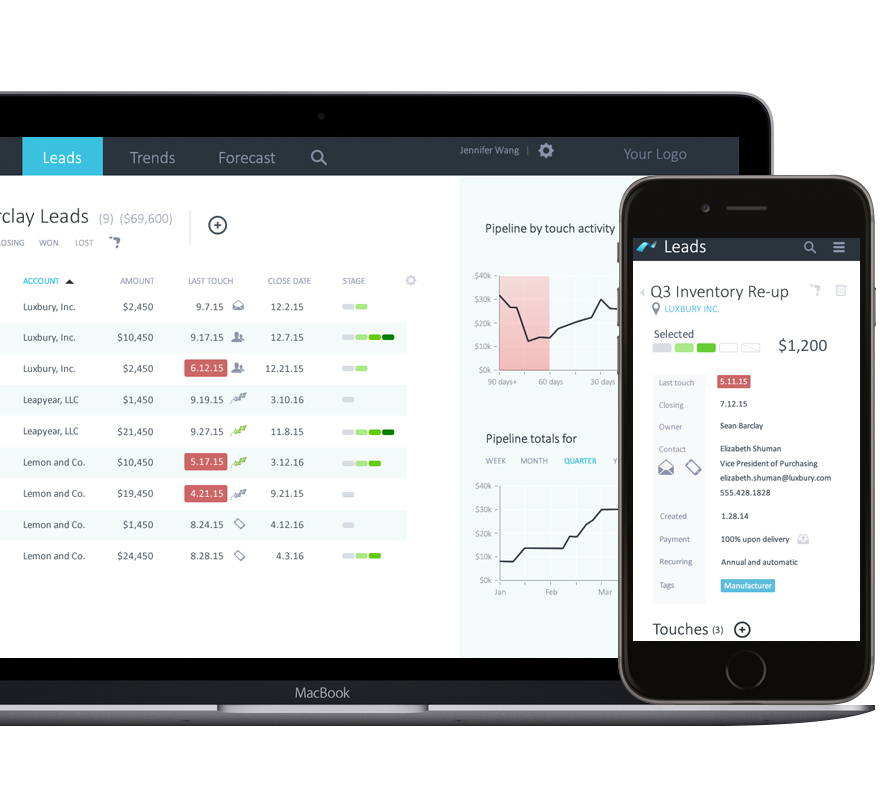 Leads Trends Forecast Jennifer Wang | Your Logo
rclay Leads (9) ($69,600)
LOSING WON LOST
ACCOUNT AMOUNT LAST TOUCH CLOSE DATE STAGE
Luxbury, Inc. $2,450 9.7.15 12.2.15
Luxbury, Inc. $10,450 9.17.15 12.7.15
Luxbury, Inc. $2,450 6.12.15 12.21.15
Leapyear, LLC $1,450 9.19.15 3.10.16
Leapyear, LLC $21,450 9.27.15 11.8.15
Lemon and Co. $10,450 5.17.15 3.12.16
Lemon and Co. $19,450 4.21.15 9.21.15
Lemon and Co. $1,450 8.24.15 4.12.16
Lemon and Co. $24,450 8.28.15 4.3.16
Pipeline by touch activity
$40k
$30k
$20k
$10k
$0k
90 days+ 60 days 30 days
Pipeline totals for
WEEK MONTH QUARTER Y
$40k
$30k
$20k
$10k
$0k
Jan Feb Mar
MacBook
Leads
Q3 Inventory Re-up
LUXBURY INC.
Selected
$1,200
Last touch 5.11.15
Closing 7.12.15
Owner Sean Barclay
Contact Elizabeth Shuman
Vice President of Purchasing
elizabeth.shuman@luxbury.com
555.428.1828
Created 1.28.14
Payment 100% upon delivery
Recurring Annual and automatic
Tags Manufacturer
Touches (3)